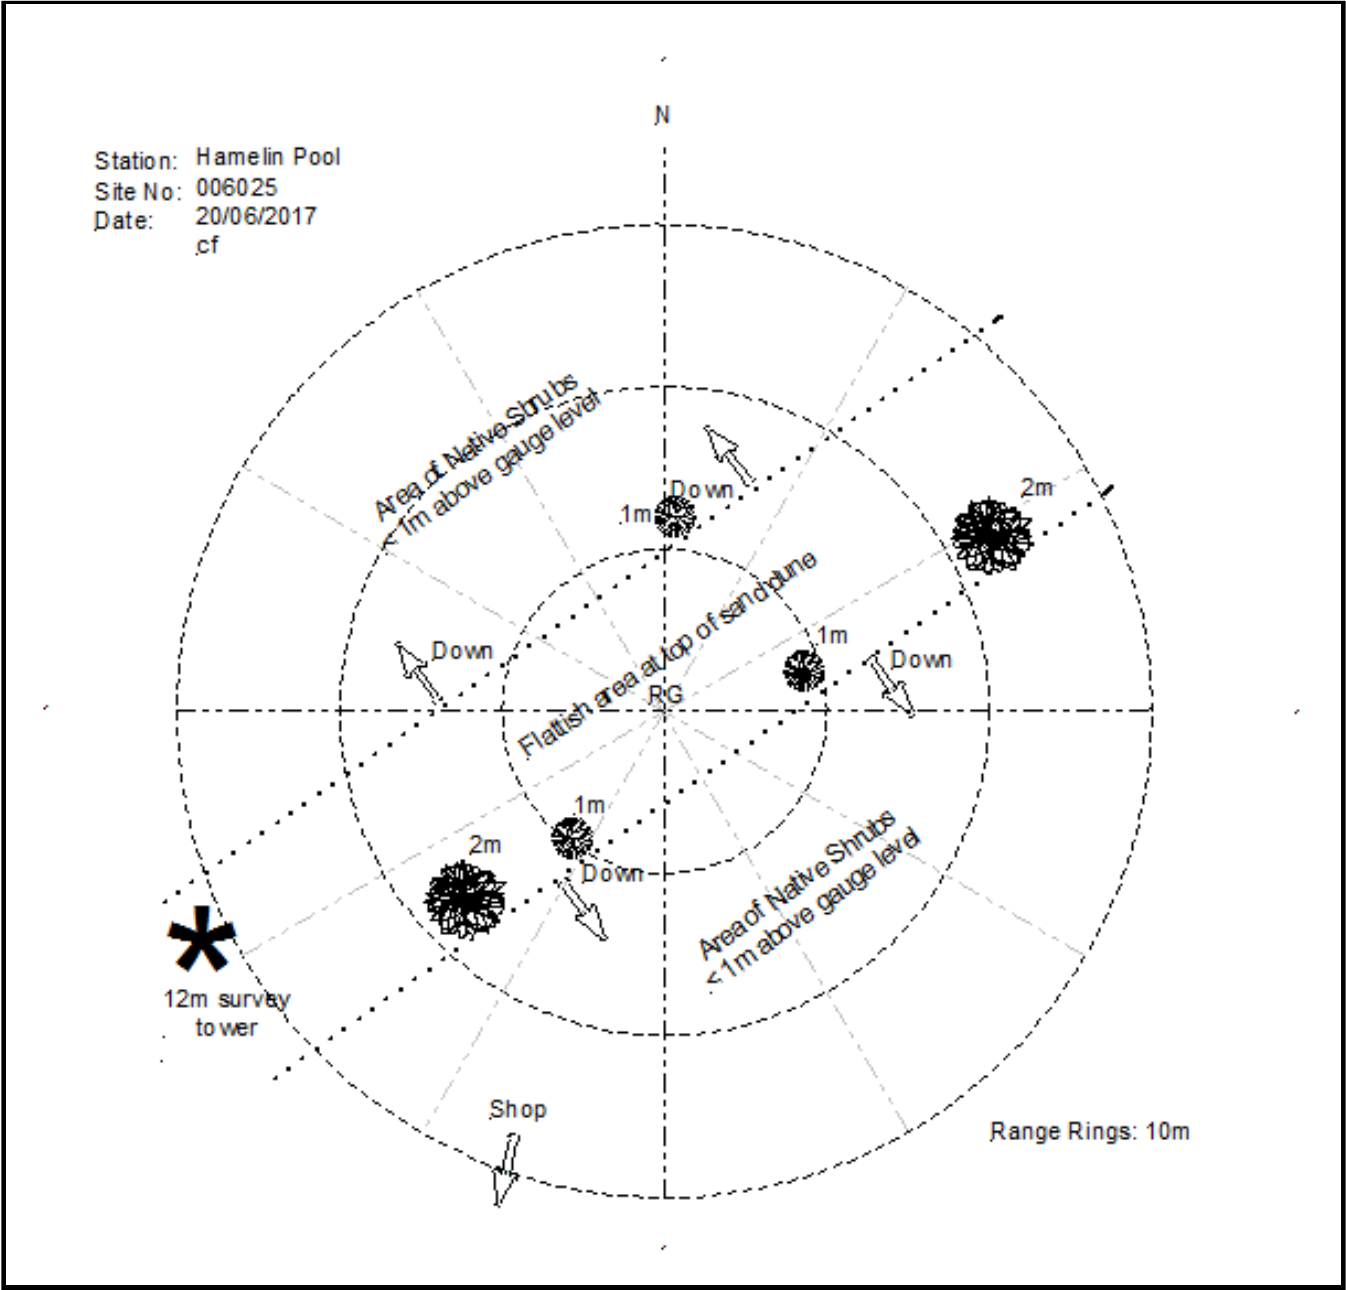 N
Station: Hamelin Pool
Site No: 006025
Date: 20/06/2017
cf
Area of Native Shrubs
< 1m above gauge level
Down
1m
2m
Flattish area at top of sand dune
1m
Down
Down
RG
1m
2m
Down
Area of Native Shrubs
< 1m above gauge level
12m survey
tower
Shop
Range Rings: 10m